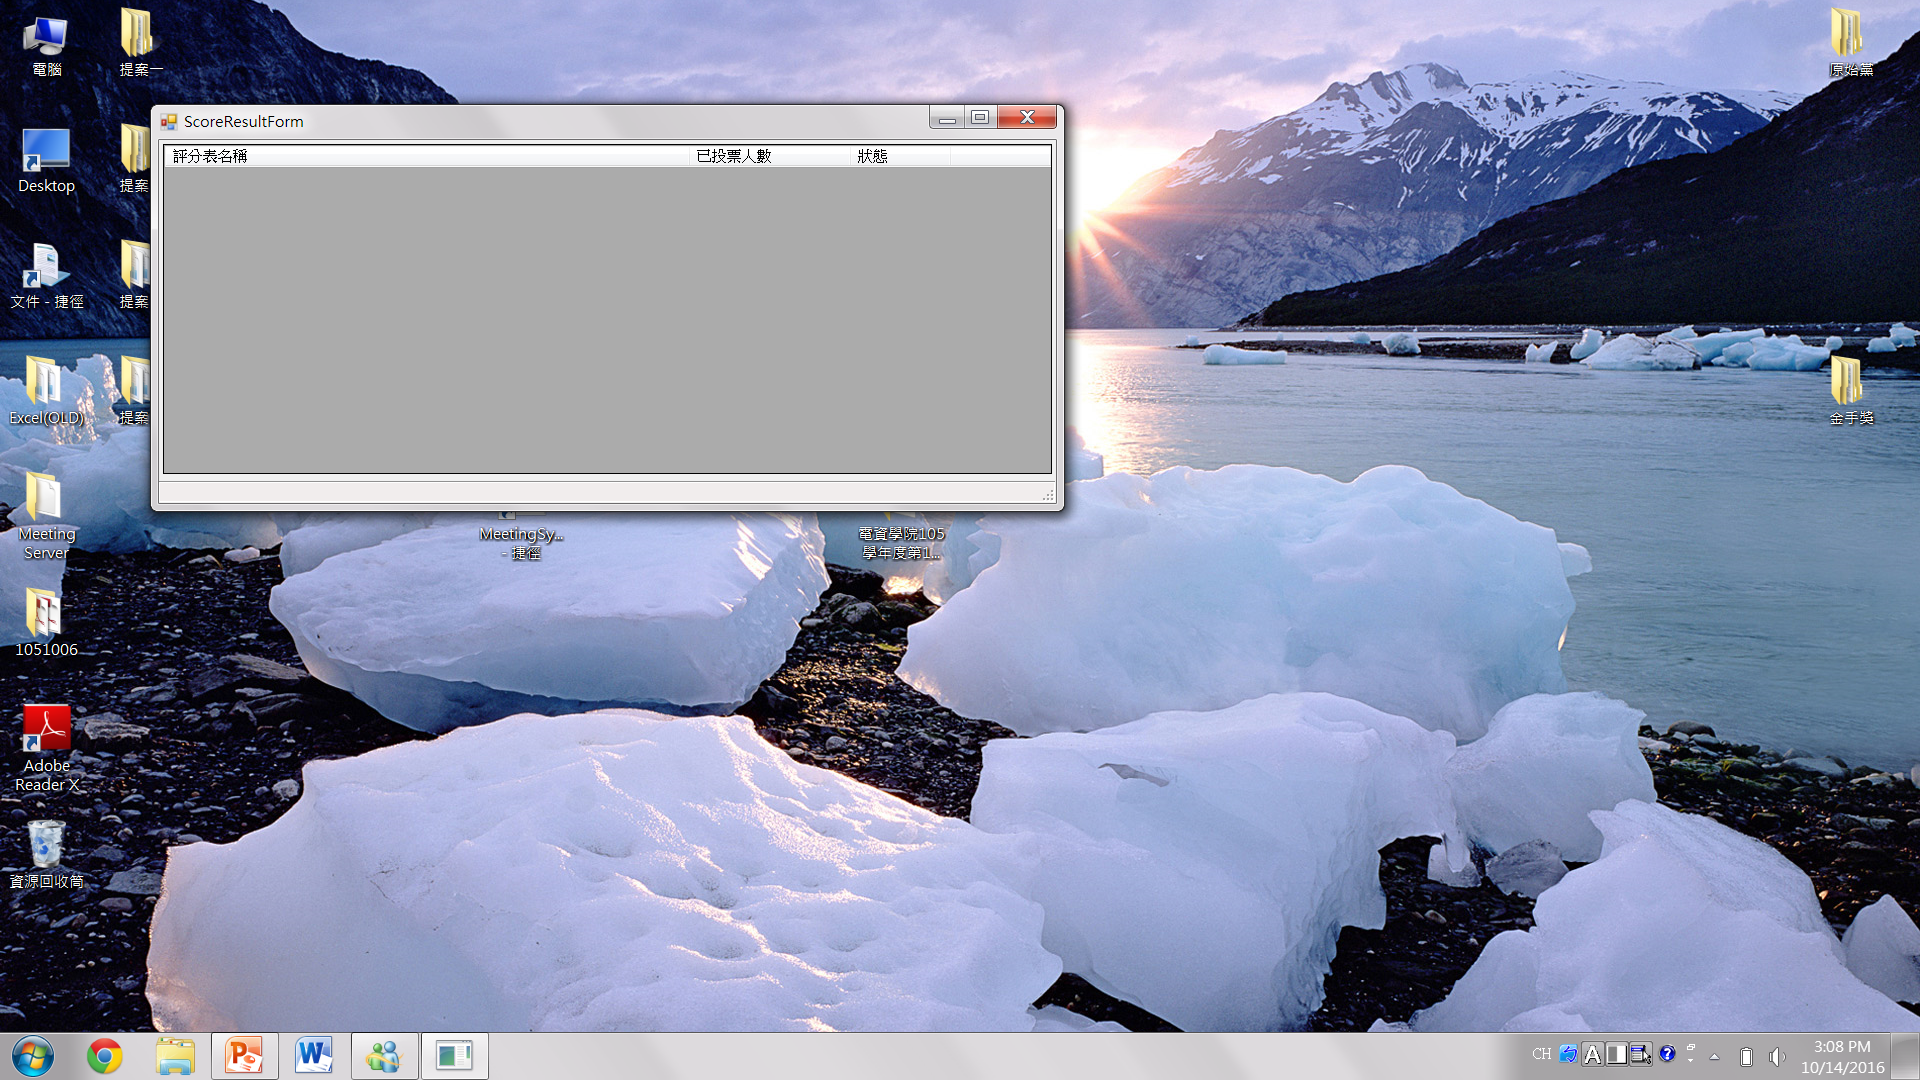 電腦
提案一
原始黨
ScoreResultForm
評分表名稱
已投票人數
狀態
Desktop
提案
文件 - 捷徑
提案
Excel(OLD)
提案
金手獎
Meeting
Server
MeetingSy...
- 捷徑
電資學院105
學年度第1...
1051006
Adobe
Reader X
資源回收筒
CH
3:08 PM
10/14/2016